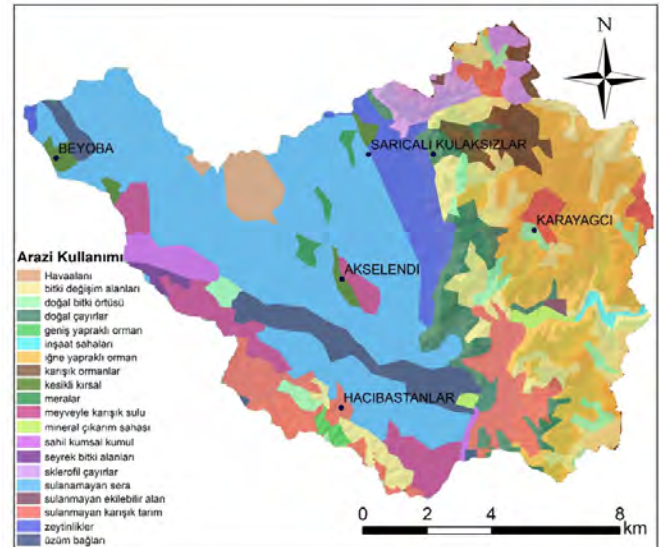 N
BEYOBA
SARICALI KULAKSIZLAR
KARAYAGCI
AKSELENDI
HACIBASTANLAR
Arazi Kullanımı
Havaalanı
bitki değişim alanları
doğal bitki örtüsü
doğal çayırlar
geniş yapraklı orman
inşaat sahaları
iğne yapraklı orman
karışık ormanlar
kesikli kırsal
meralar
meyveyle karışık sulu
mineral çıkarım sahası
sahil kumsal kumul
seyrek bitki alanları
sklerofil çayırlar
sulanamayan sera
sulanmayan ekilebilir alan
sulanmayan karışık tarım
zeytinlikler
üzüm bağları
0 2 4 6 8
km